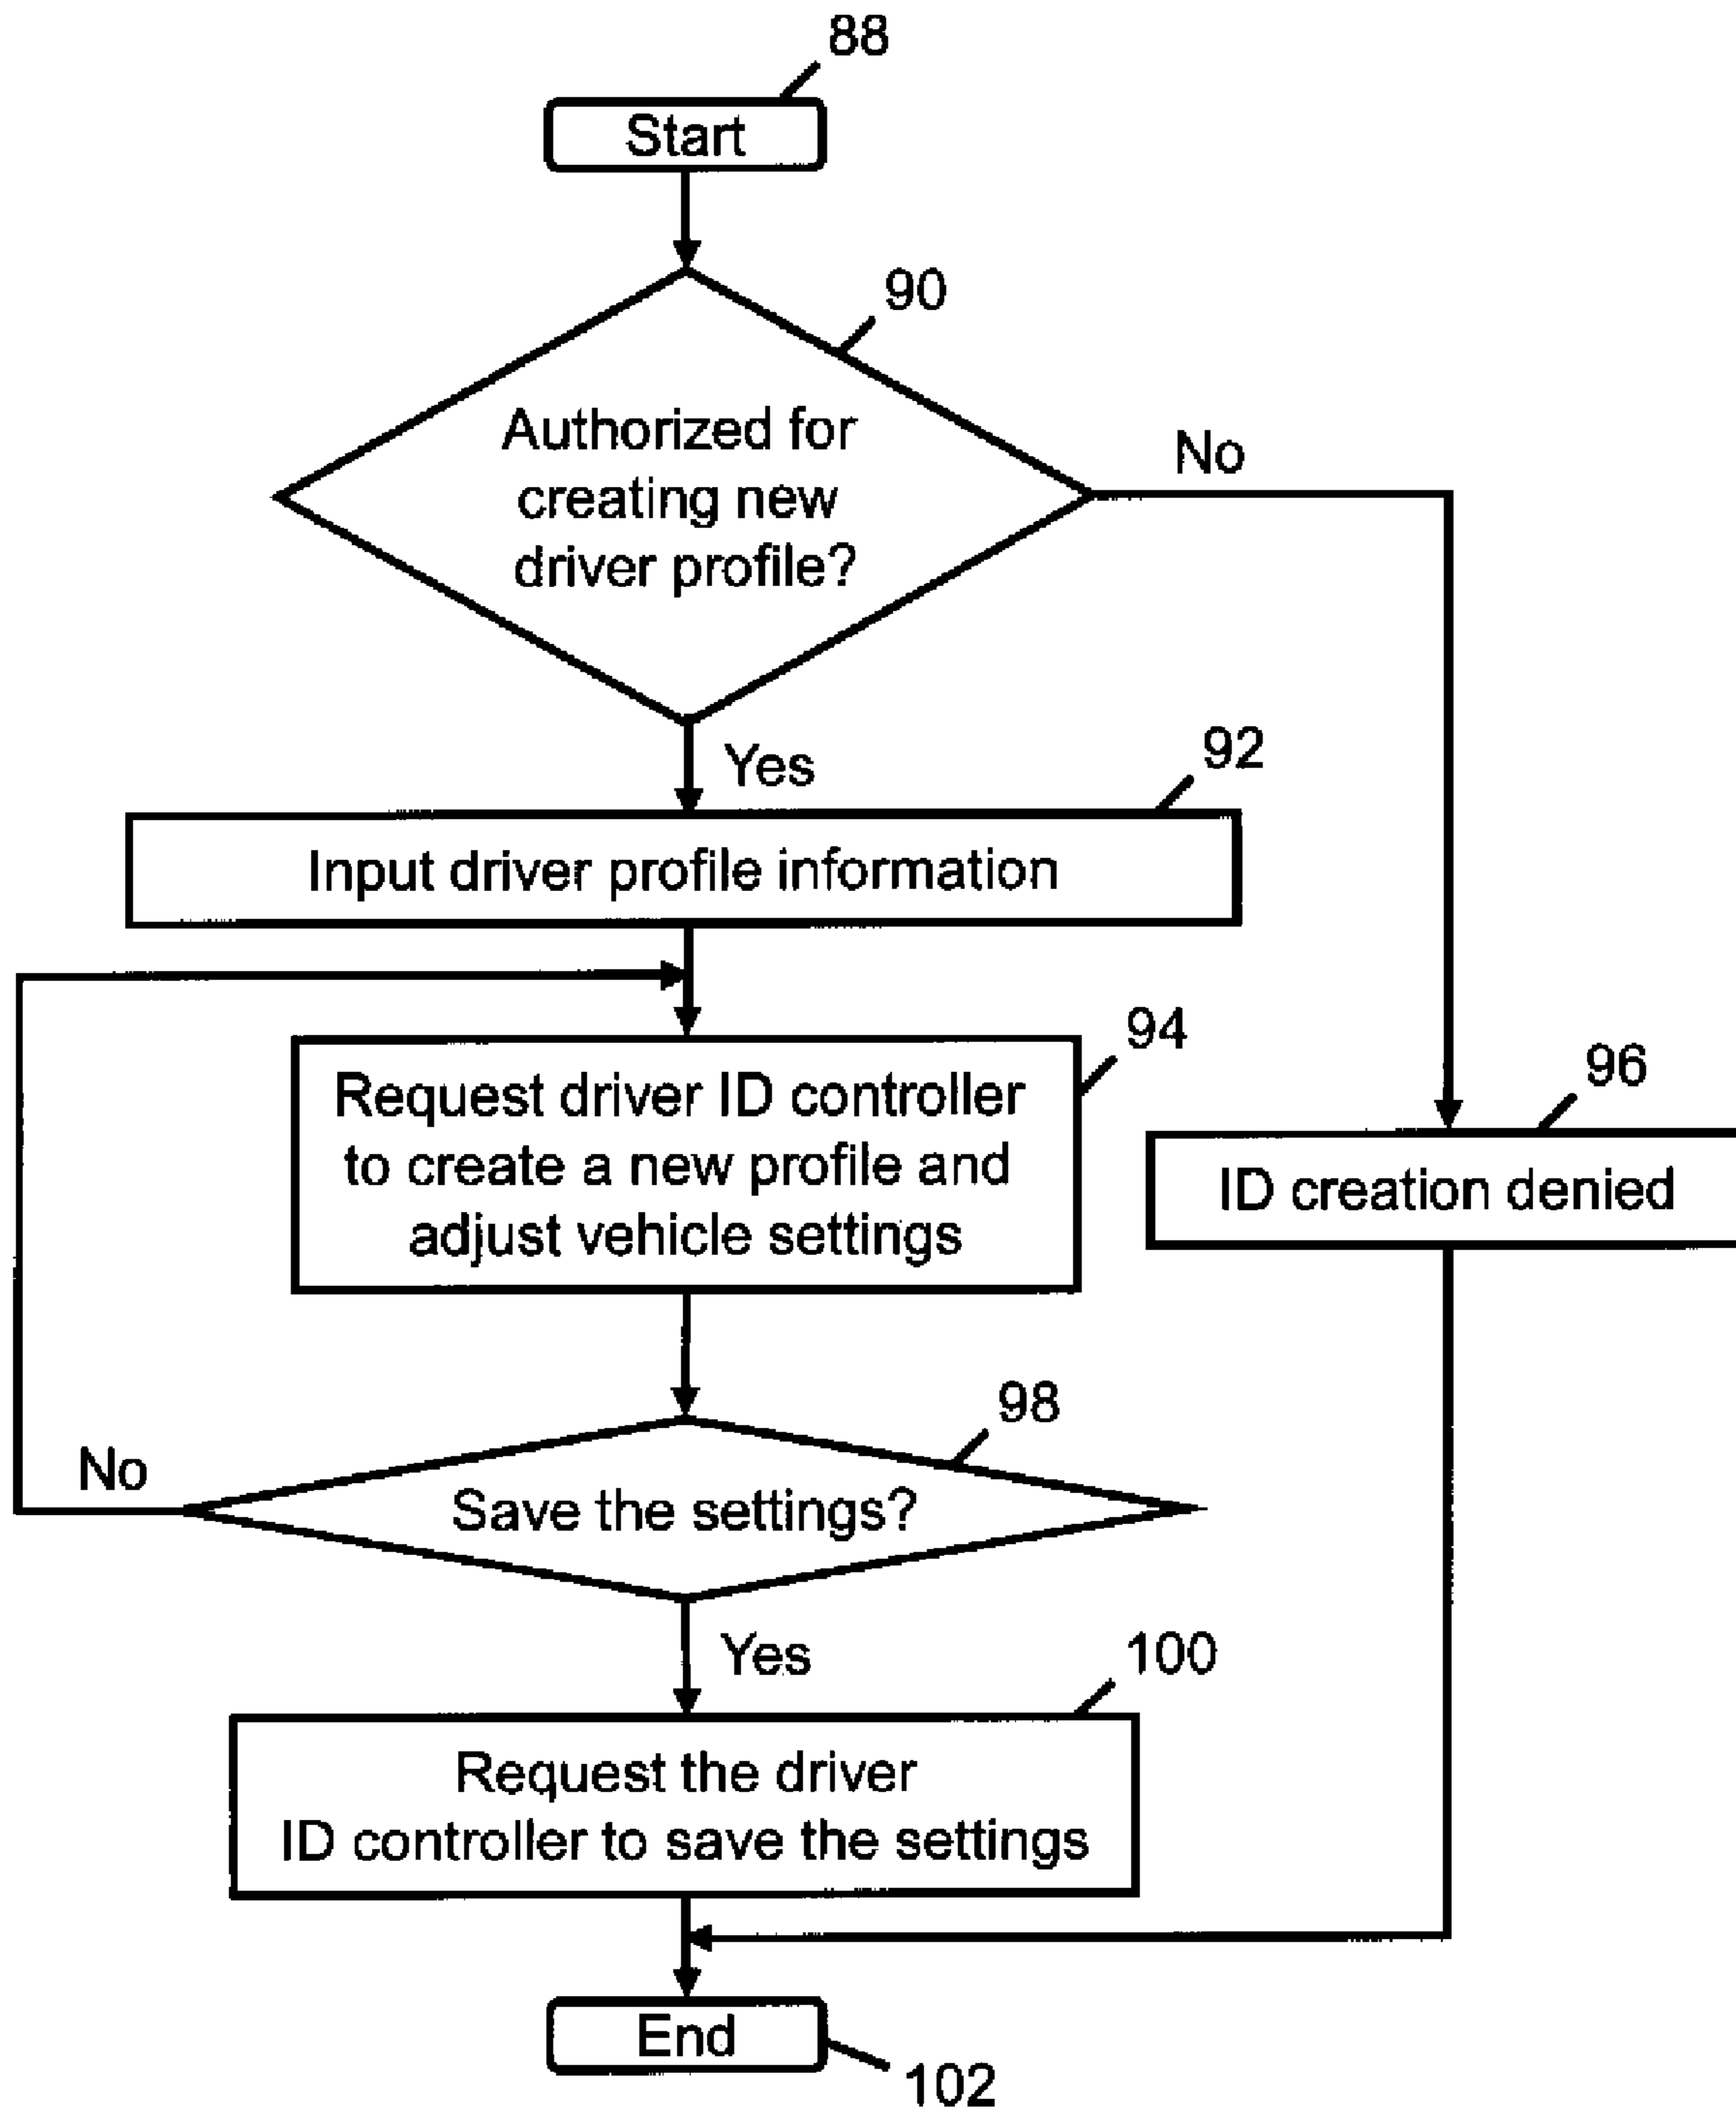 88
Start
90
Authorized for
creating new
driver profile?
No
Yes
92
Input driver profile information
94
Request driver ID controller
to create a new profile and
adjust vehicle settings
96
ID creation denied
98
No
Save the settings?
Yes
100
Request the driver
ID controller to save the settings
End
102